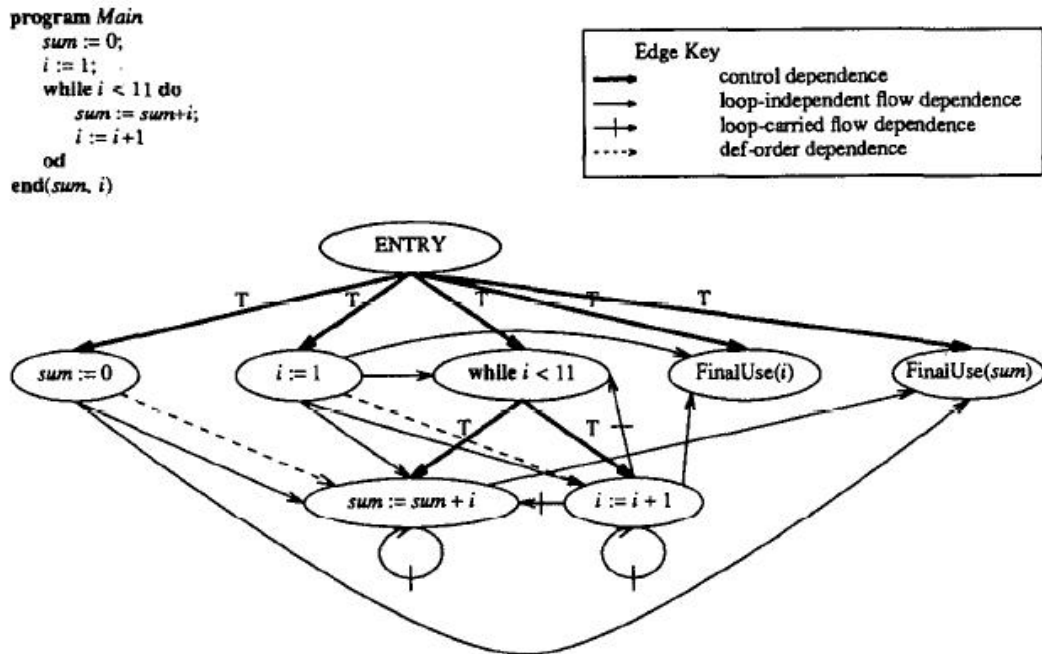 program Main
sum := 0;
i := 1;
while i < 11 do
sum := sum+i;
i := i+1
od
end(sum, i)
Edge Key
control dependence
loop-independent flow dependence
loop-carried flow dependence
def-order dependence
ENTRY
T T T T T
sum := 0 i := 1 while i < 11 FinalUse(i) FinalUse(sum)
T T
sum := sum + i i := i + 1